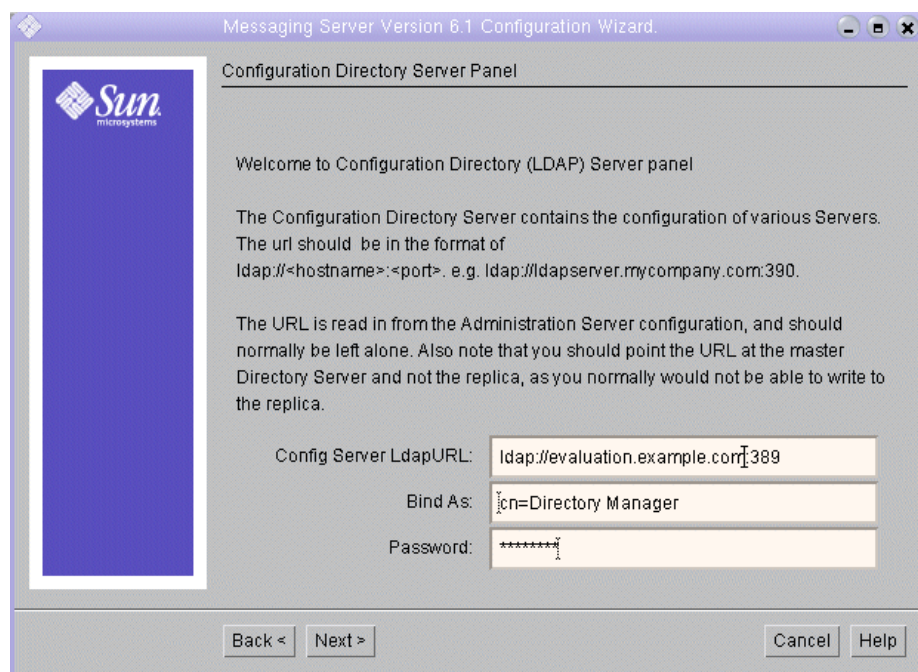 Messaging Server Version 6.1 Configuration Wizard.
Sun
microsystems
Configuration Directory Server Panel
Welcome to Configuration Directory (LDAP) Server panel
The Configuration Directory Server contains the configuration of various Servers.
The url should be in the format of
ldap://<hostname>:<port>. e.g. ldap://ldapserver.mycompany.com:390.
The URL is read in from the Administration Server configuration, and should
normally be left alone. Also note that you should point the URL at the master
Directory Server and not the replica, as you normally would not be able to write to
the replica.
Config Server LdapURL: ldap://evaluation.example.com:389
Bind As: cn=Directory Manager
Password: ********
Back < Next > Cancel Help